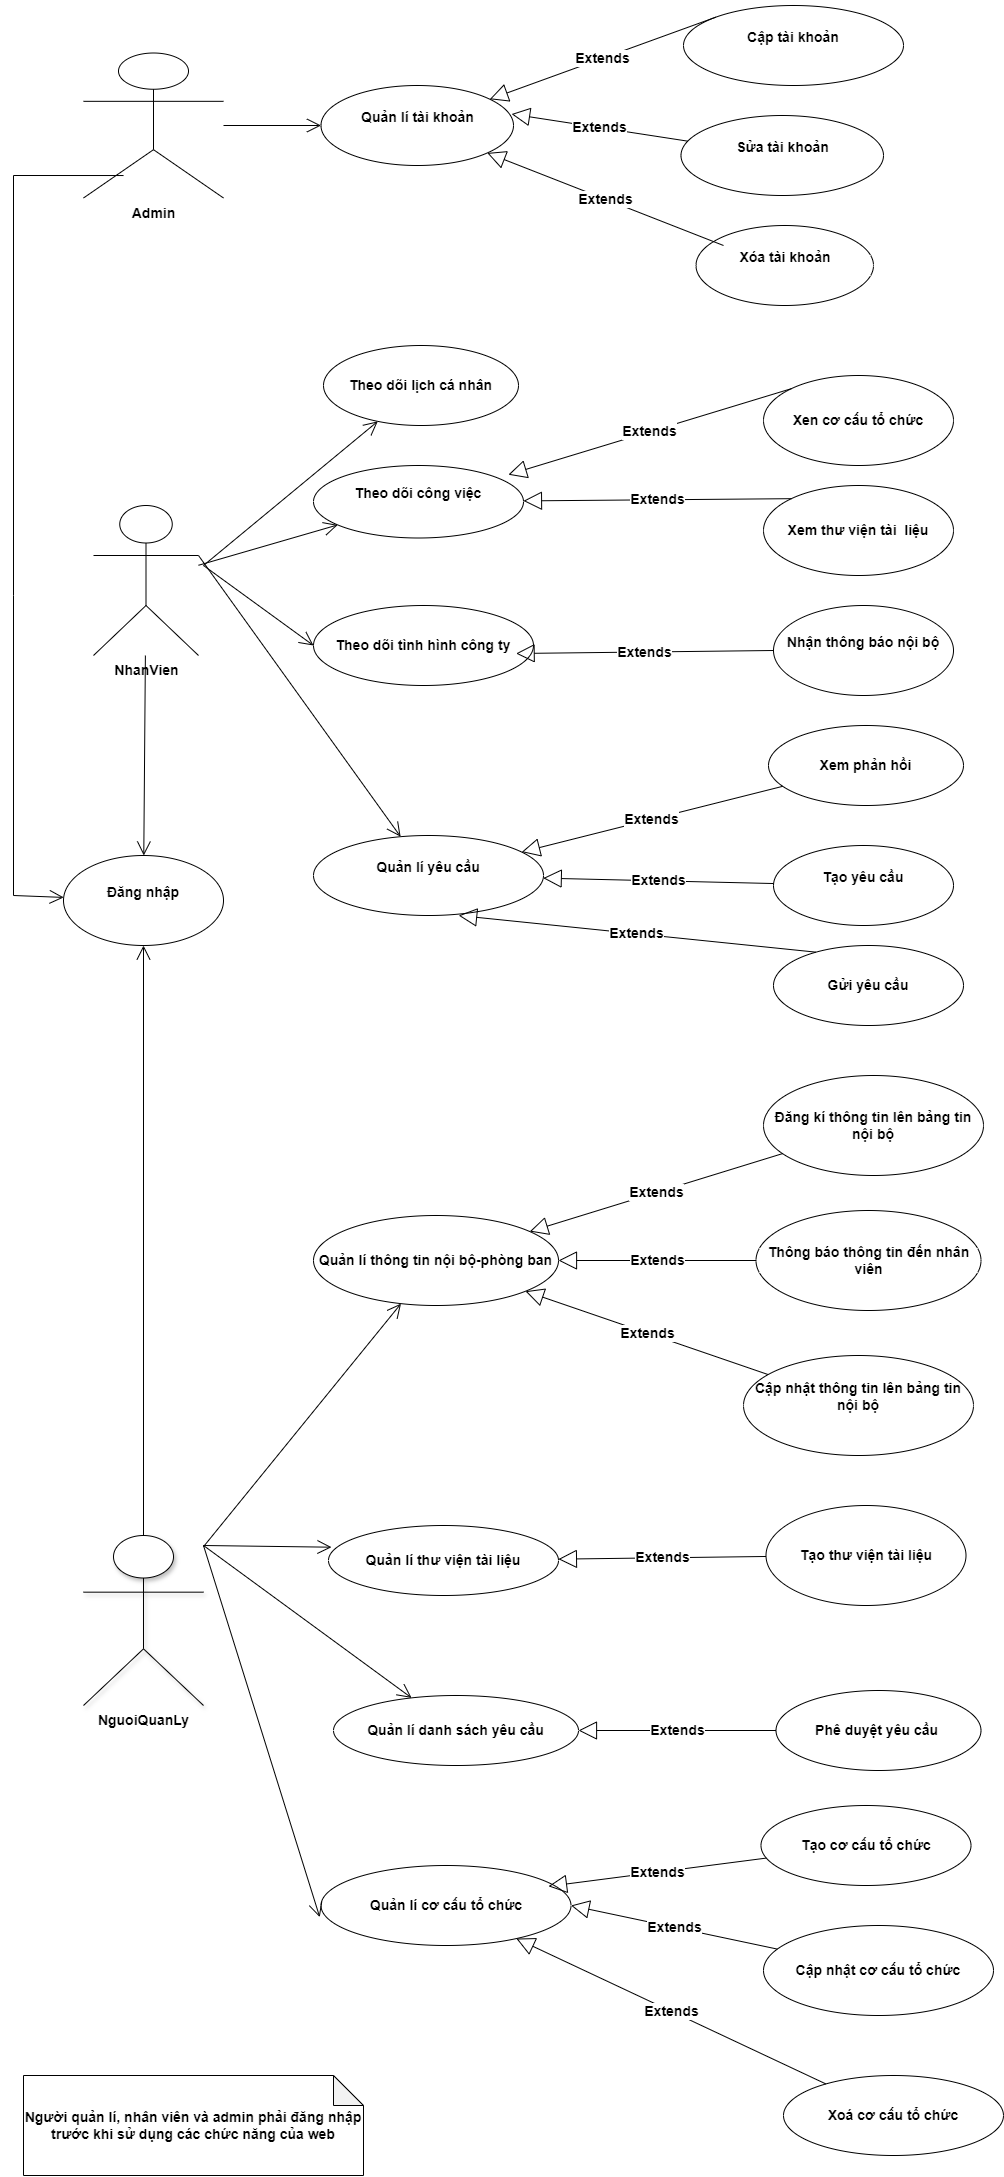 Cập tài khoản
Extends
Quản lí tài khoản
Extends
Sửa tài khoản
Extends
Admin
Xóa tài khoản
Theo dõi lịch cá nhân
Extends
Xen cơ cấu tổ chức
Theo dõi công việc
Extends
Xem thư viện tài liệu
NhanVien
Theo dõi tình hình công ty
Extends
Nhận thông báo nội bộ
Xem phản hồi
Extends
Quản lí yêu cầu
Extends
Tạo yêu cầu
Đăng nhập
Extends
Gửi yêu cầu
Đăng kí thông tin lên bảng tin
nội bộ
Extends
Quản lí thông tin nội bộ-phòng ban
Extends
Thông báo thông tin đến nhân
viên
Extends
Cập nhật thông tin lên bảng tin
nội bộ
Quản lí thư viện tài liệu
Extends
Tạo thư viện tài liệu
NguoiQuanLy
Quản lí danh sách yêu cầu
Extends
Phê duyệt yêu cầu
Tạo cơ cấu tổ chức
Extends
Quản lí cơ cấu tổ chức
Extends
Cập nhật cơ cấu tổ chức
Extends
Xoá cơ cấu tổ chức
Người quản lí, nhân viên và admin phải đăng nhập
trước khi sử dụng các chức năng của web